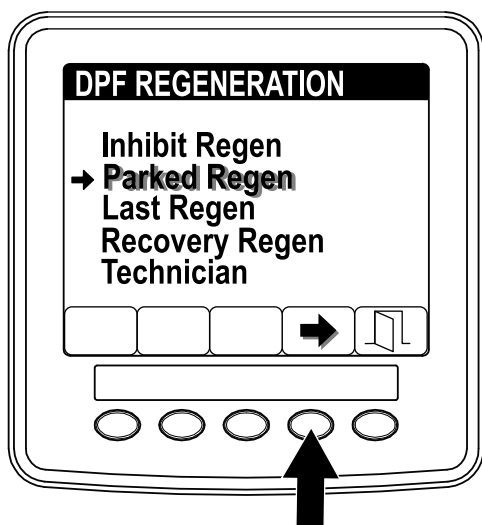 DPF REGENERATION
Inhibit Regen
Parked Regen
Last Regen
Recovery Regen
Technician